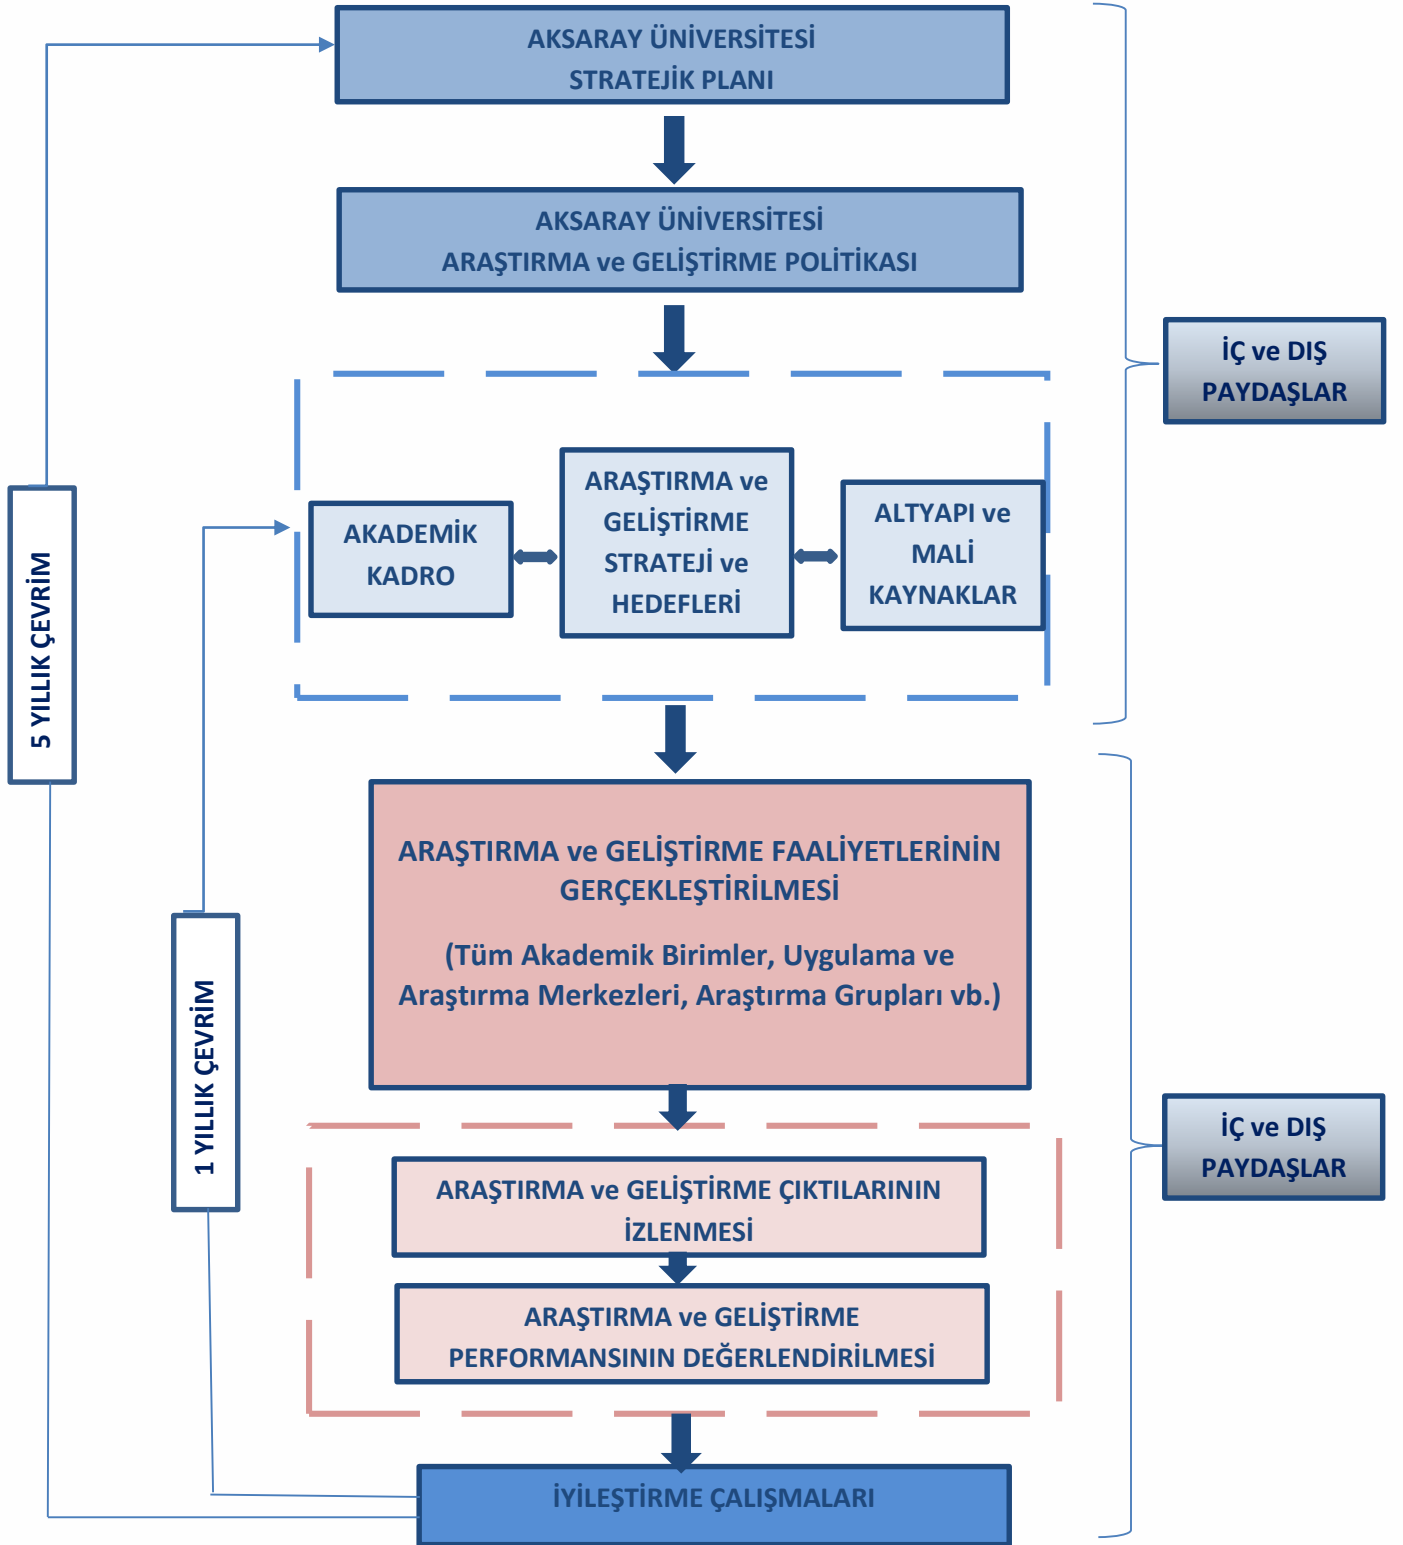 AKSARAY ÜNİVERSİTESİ
STRATEJİK PLANI
AKSARAY ÜNİVERSİTESİ
ARAŞTIRMA ve GELİŞTİRME POLİTİKASI
İÇ ve DIŞ
PAYDAŞLAR
AKADEMİK
KADRO
ARAŞTIRMA ve
GELİŞTİRME
STRATEJİ ve
HEDEFLERİ
ALTYAPI ve
MALİ
KAYNAKLAR
5 YILLIK ÇEVRİM
ARAŞTIRMA ve GELİŞTİRME FAALİYETLERİNİN
GERÇEKLEŞTİRİLMESİ
(Tüm Akademik Birimler, Uygulama ve
Araştırma Merkezleri, Araştırma Grupları vb.)
1 YILLIK ÇEVRİM
İÇ ve DIŞ
PAYDAŞLAR
ARAŞTIRMA ve GELİŞTİRME ÇIKTILARININ
İZLENMESİ
ARAŞTIRMA ve GELİŞTİRME
PERFORMANSININ DEĞERLENDİRİLMESİ
İYİLEŞTİRME ÇALIŞMALARI